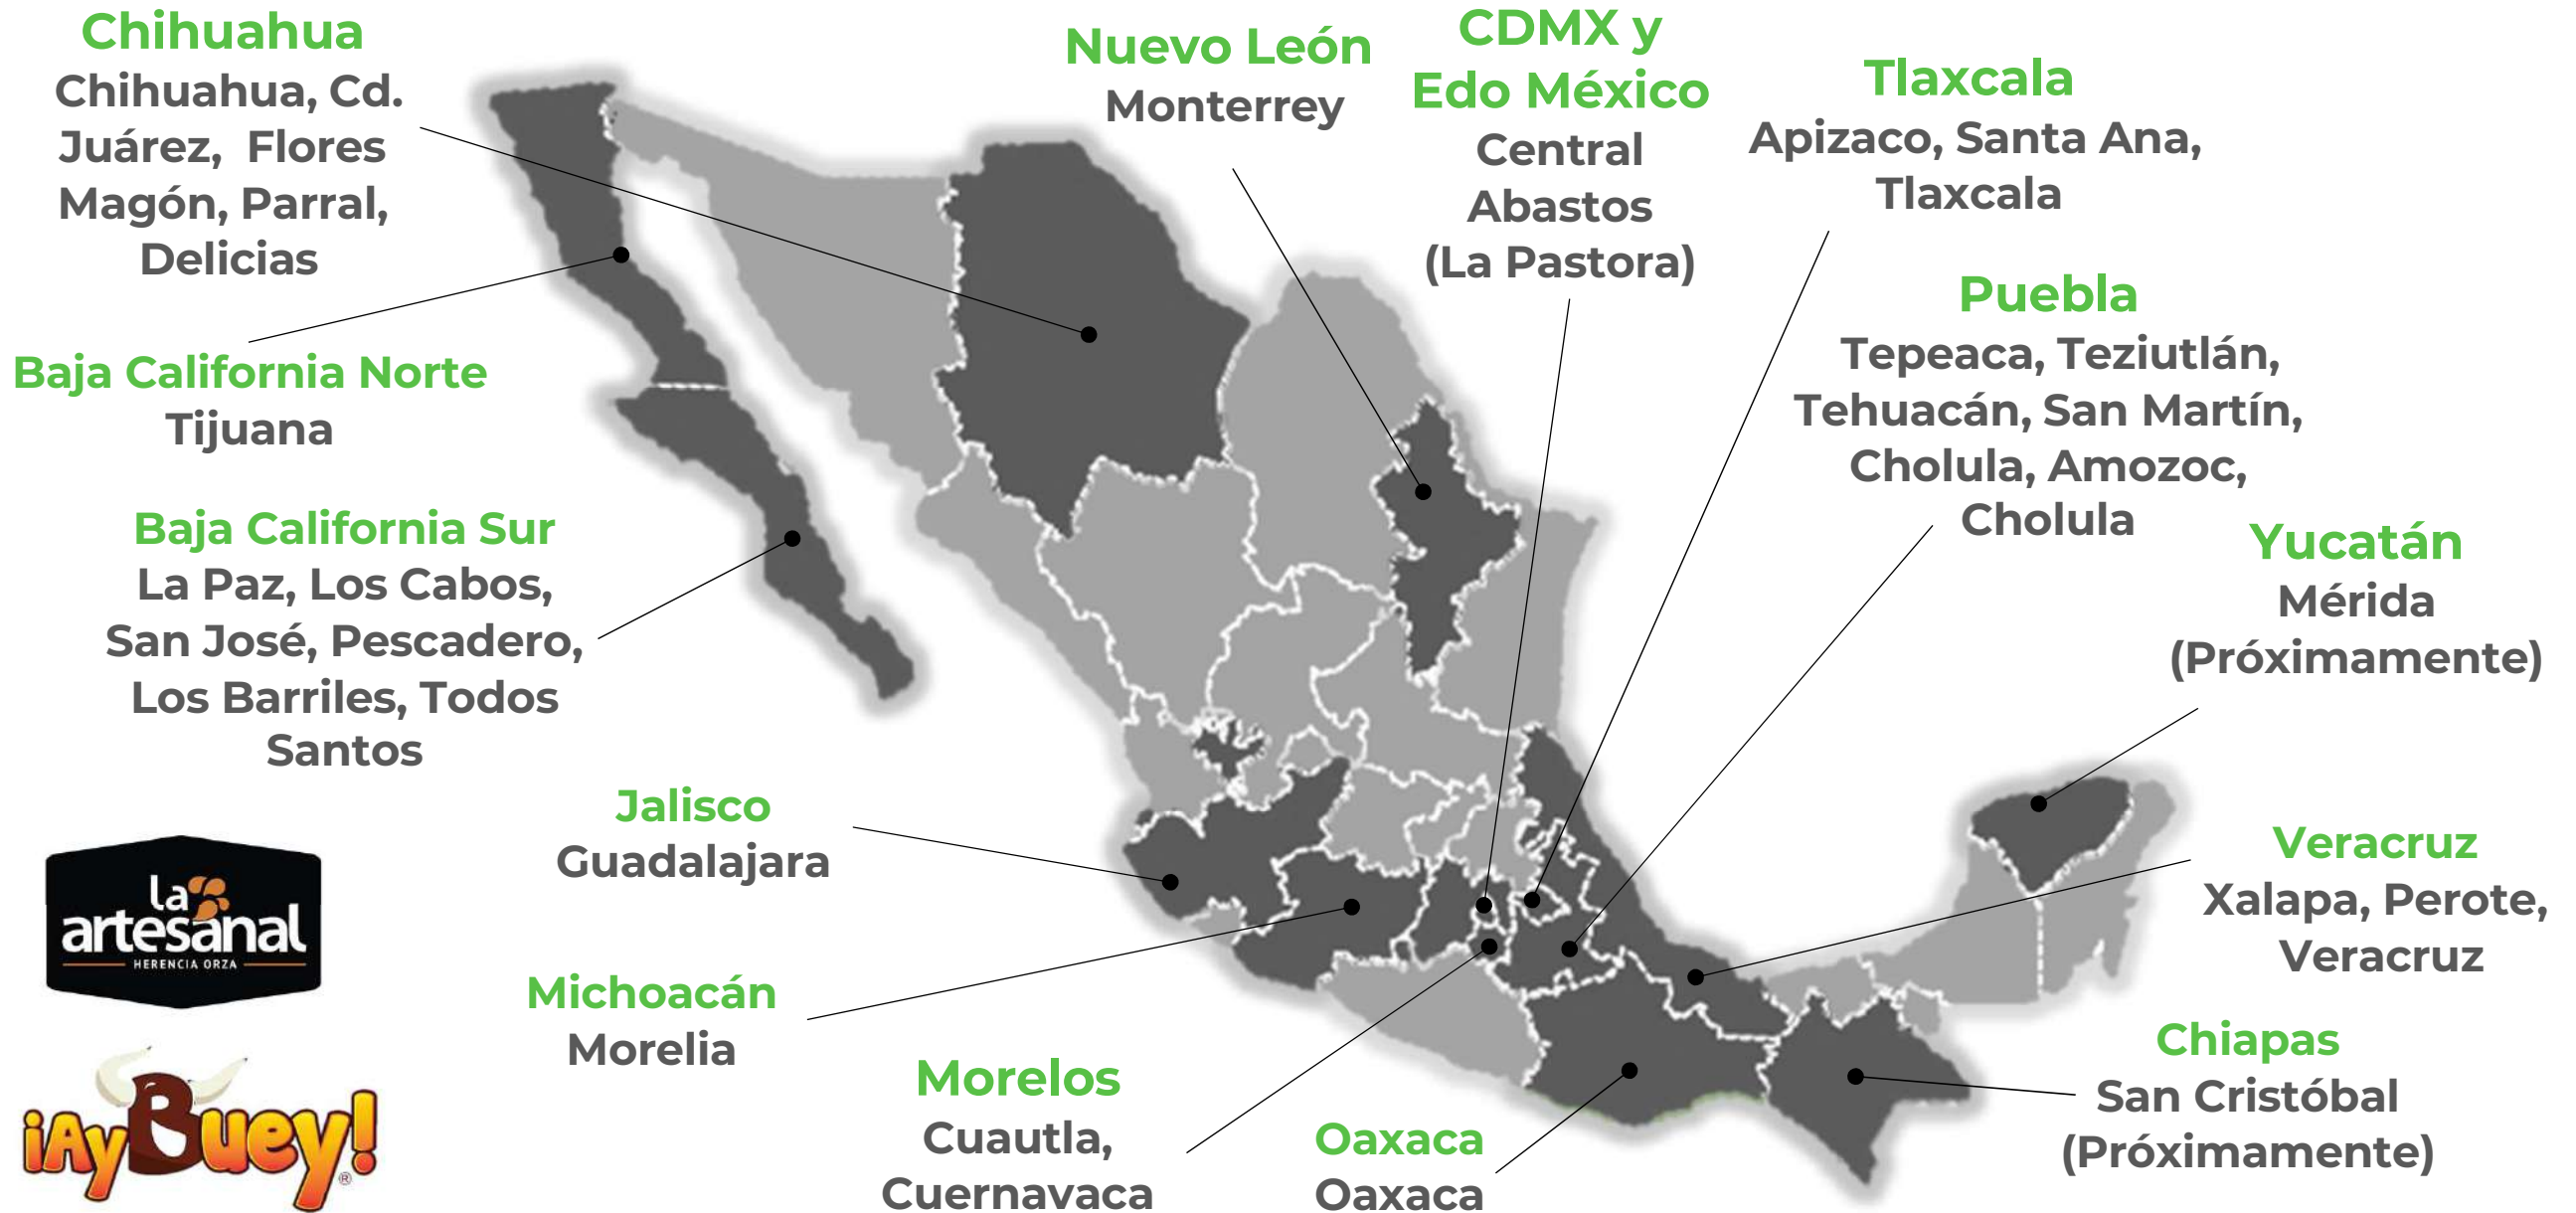 Chihuahua
Chihuahua, Cd.
Juárez, Flores
Magón, Parral,
Delicias
Nuevo León
Monterrey
CDMX y
Edo México
Central
Abastos
(La Pastora)
Tlaxcala
Apizaco, Santa Ana,
Tlaxcala
Puebla
Tepeaca, Teziutlán,
Tehuacán, San Martín,
Cholula, Amozoc,
Cholula
Baja California Norte
Tijuana
Baja California Sur
La Paz, Los Cabos,
San José, Pescadero,
Los Barriles, Todos
Santos
Yucatán
Mérida
(Próximamente)
Jalisco
Guadalajara
Veracruz
Xalapa, Perote,
Veracruz
Michoacán
Morelia
Morelos
Cuautla,
Cuernavaca
Oaxaca
Oaxaca
Chiapas
San Cristóbal
(Próximamente)
la
artesanal
HERENCIA ORZA
¡Ay Buey!
®